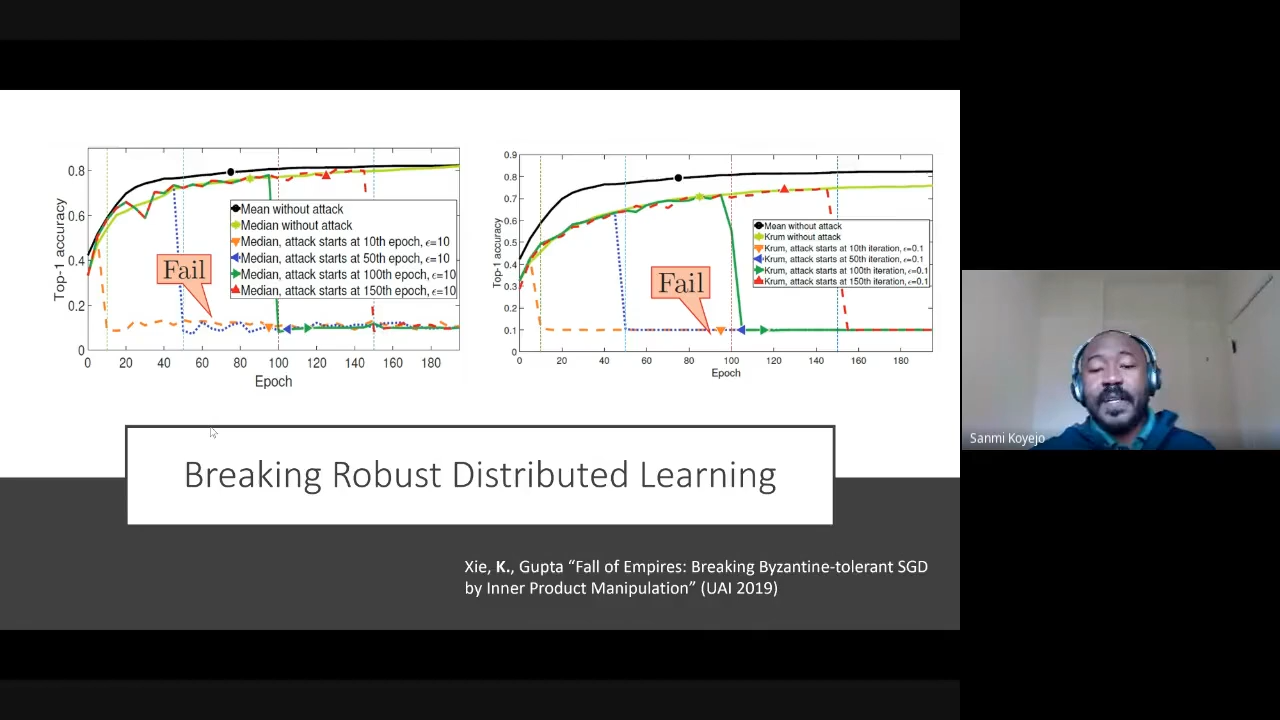 Top-1 accuracy
0.8
0.6
0.4
0.2
0
0 20 40 60 80 100 120 140 160 180
Epoch
Mean without attack
Median without attack
Median, attack starts at 10th epoch, ϵ=10
Median, attack starts at 50th epoch, ϵ=10
Median, attack starts at 100th epoch, ϵ=10
Median, attack starts at 150th epoch, ϵ=10
Fail
Top-1 accuracy
0.9
0.8
0.7
0.6
0.5
0.4
0.3
0.2
0.1
0
0 20 40 60 80 100 120 140 160 180
Epoch
Mean without attack
Krum without attack
Krum, attack starts at 10th iteration, ϵ=0.1
Krum, attack starts at 50th iteration, ϵ=0.1
Krum, attack starts at 100th iteration, ϵ=0.1
Krum, attack starts at 150th iteration, ϵ=0.1
Fail
Sanmi Koyejo
Breaking Robust Distributed Learning
Xie, K., Gupta “Fall of Empires: Breaking Byzantine-tolerant SGD
by Inner Product Manipulation” (UAI 2019)